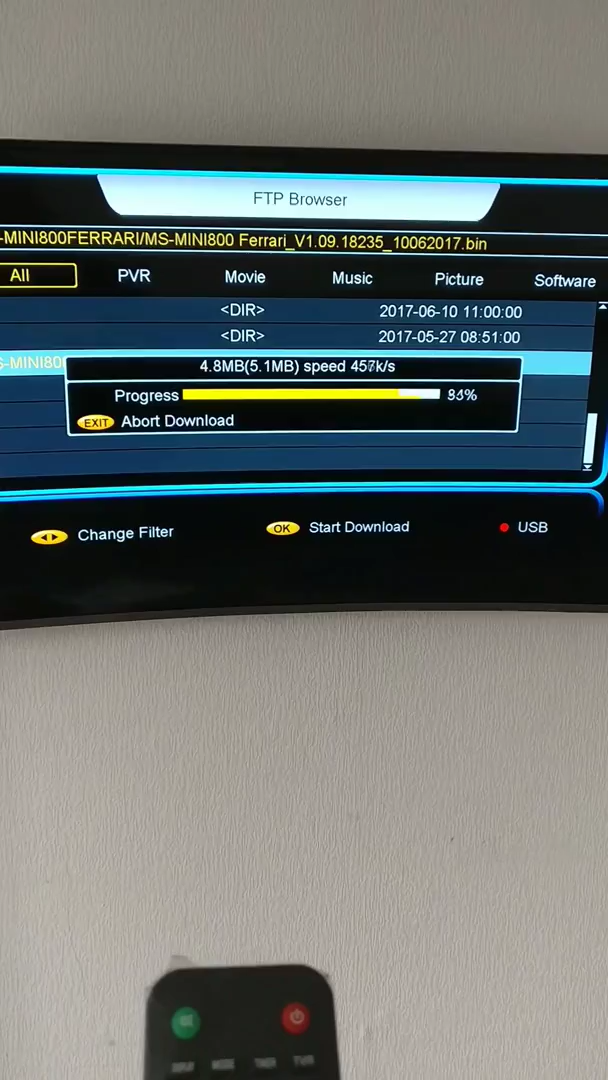 FTP Browser
-MINI800FERRARI/MS-MINI800 Ferrari_V1.09.18235_10062017.bin
All PVR Movie Music Picture Software
<DIR> 2017-06-10 11:00:00
<DIR> 2017-05-27 08:51:00
S-MINI80
4.8MB(5.1MB) speed k/s
Progress
EXIT Abort Download
Change Filter OK Start Download USB